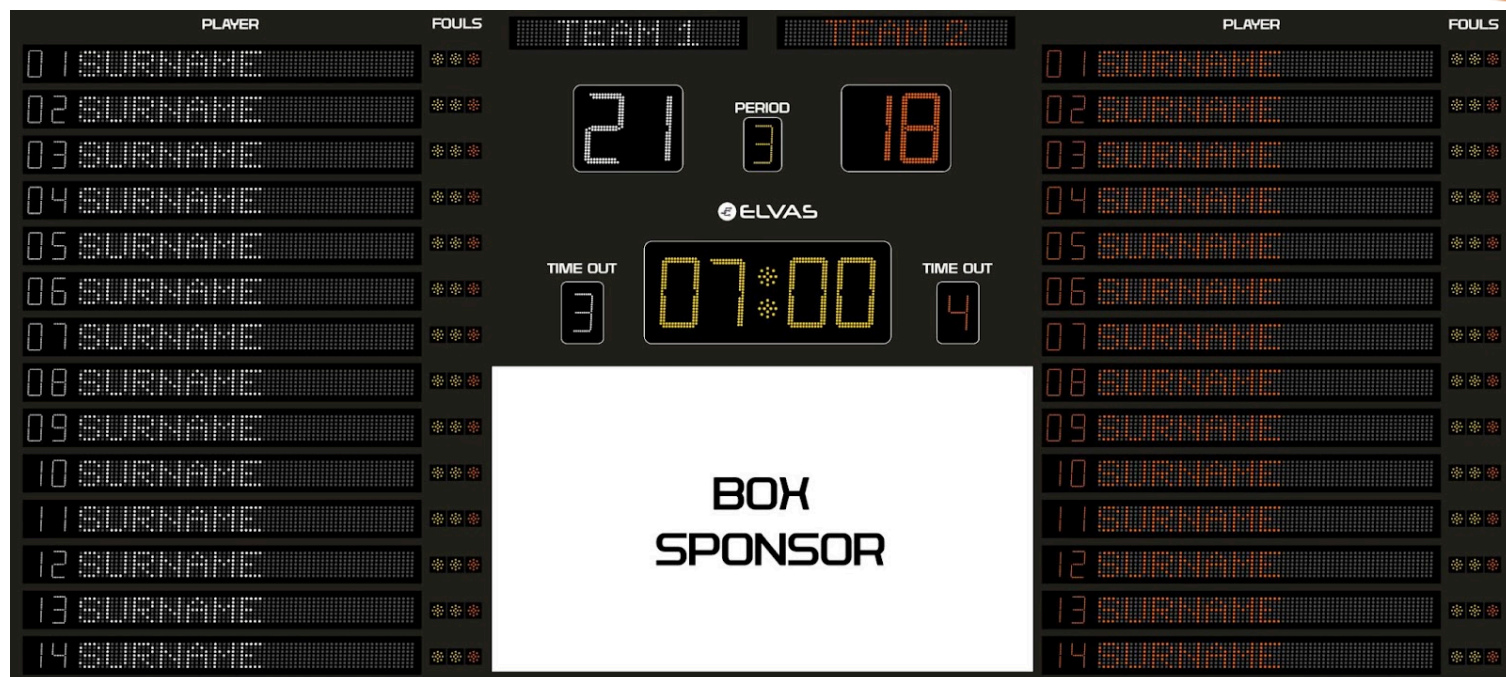 PLAYER FOULS
01 SURNAME
02 SURNAME
03 SURNAME
04 SURNAME
05 SURNAME
06 SURNAME
07 SURNAME
08 SURNAME
09 SURNAME
10 SURNAME
11 SURNAME
12 SURNAME
13 SURNAME
14 SURNAME
TEAM 1 TEAM 2
21 PERIOD 3 18
ELVAS
TIME OUT 3
07:00
TIME OUT 4
BOX
SPONSOR
PLAYER FOULS
01 SURNAME
02 SURNAME
03 SURNAME
04 SURNAME
05 SURNAME
06 SURNAME
07 SURNAME
08 SURNAME
09 SURNAME
10 SURNAME
11 SURNAME
12 SURNAME
13 SURNAME
14 SURNAME